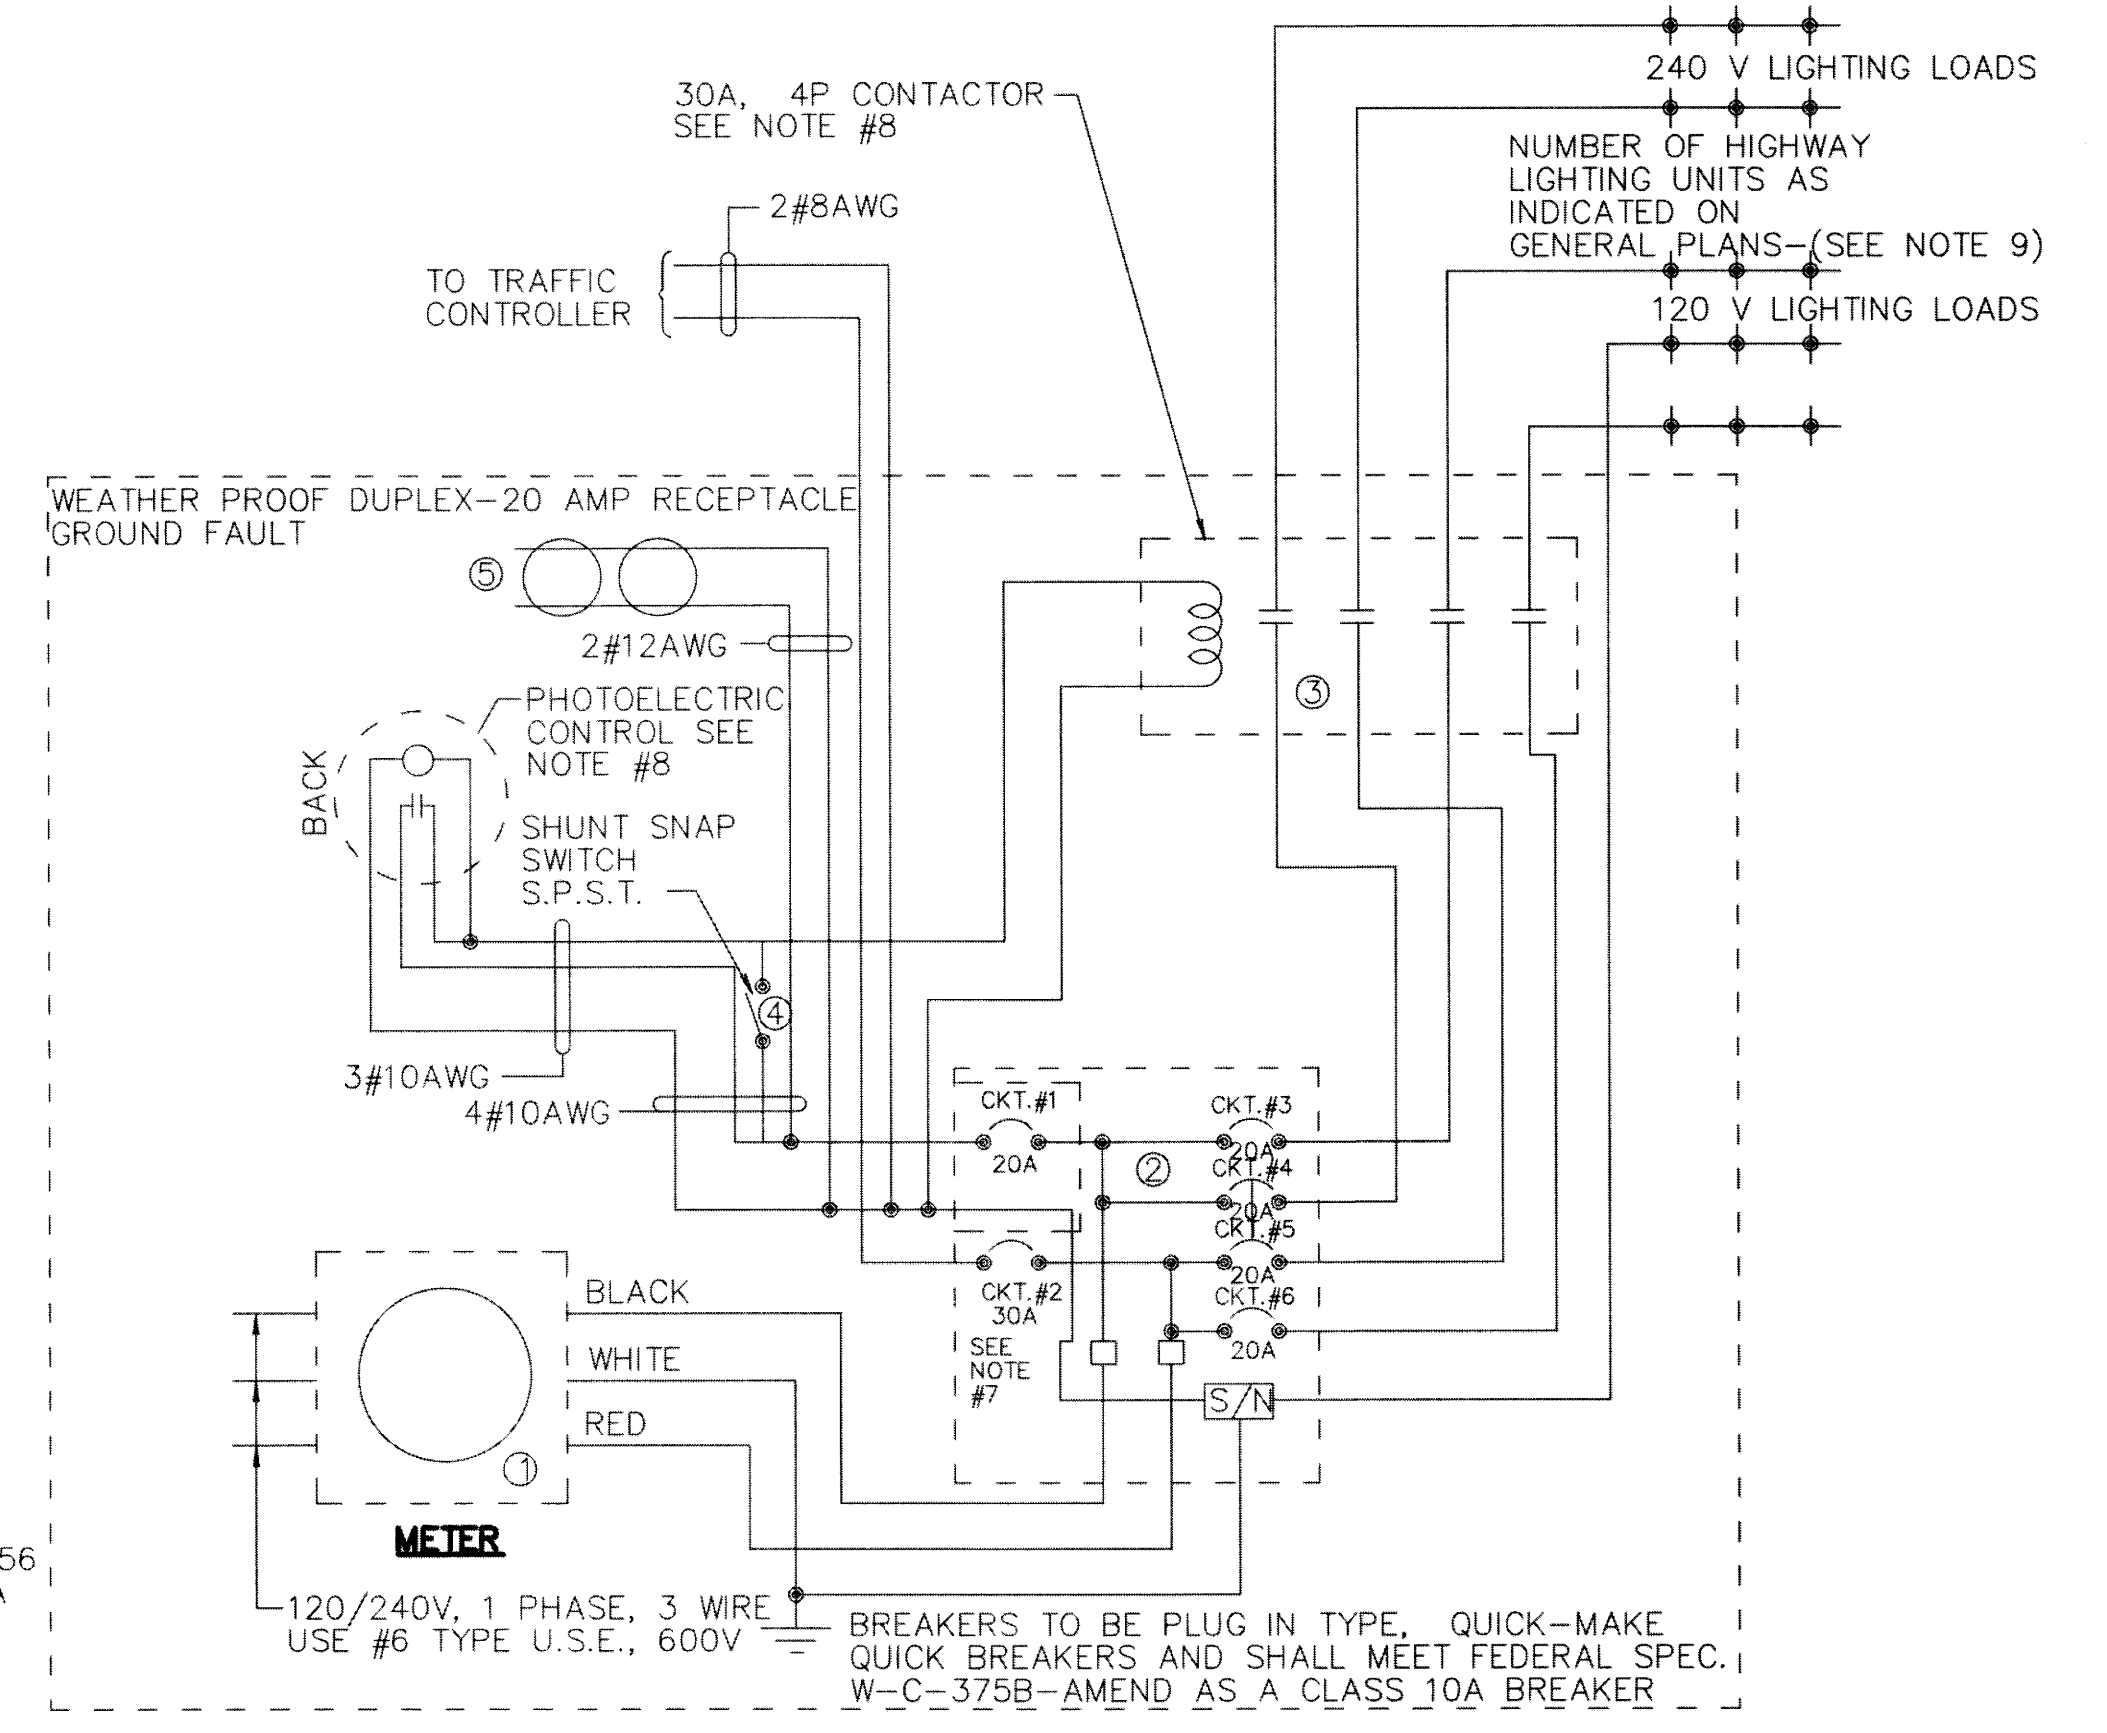 240 V LIGHTING LOADS
30A, 4P CONTACTOR
SEE NOTE #8
NUMBER OF HIGHWAY
LIGHTING UNITS AS
INDICATED ON
GENERAL PLANS-(SEE NOTE 9)
2#8AWG
TO TRAFFIC
CONTROLLER
120 V LIGHTING LOADS
WEATHER PROOF DUPLEX-20 AMP RECEPTACLE
GROUND FAULT
5
2#12AWG
3
PHOTOELECTRIC
CONTROL SEE
NOTE #8
BACK
SHUNT SNAP
SWITCH
S.P.S.T.
4
3#10AWG
4#10AWG
CKT.#1
20A
CKT.#3
20A
2
CKT.#4
20A
CKT.#5
20A
CKT.#2
30A
CKT.#6
20A
SEE
NOTE
#7
S/N
BLACK
WHITE
RED
1
METER
56
A
120/240V, 1 PHASE, 3 WIRE
USE #6 TYPE U.S.E., 600V
BREAKERS TO BE PLUG IN TYPE, QUICK-MAKE
QUICK BREAKERS AND SHALL MEET FEDERAL SPEC.
W-C-375B-AMEND AS A CLASS 10A BREAKER